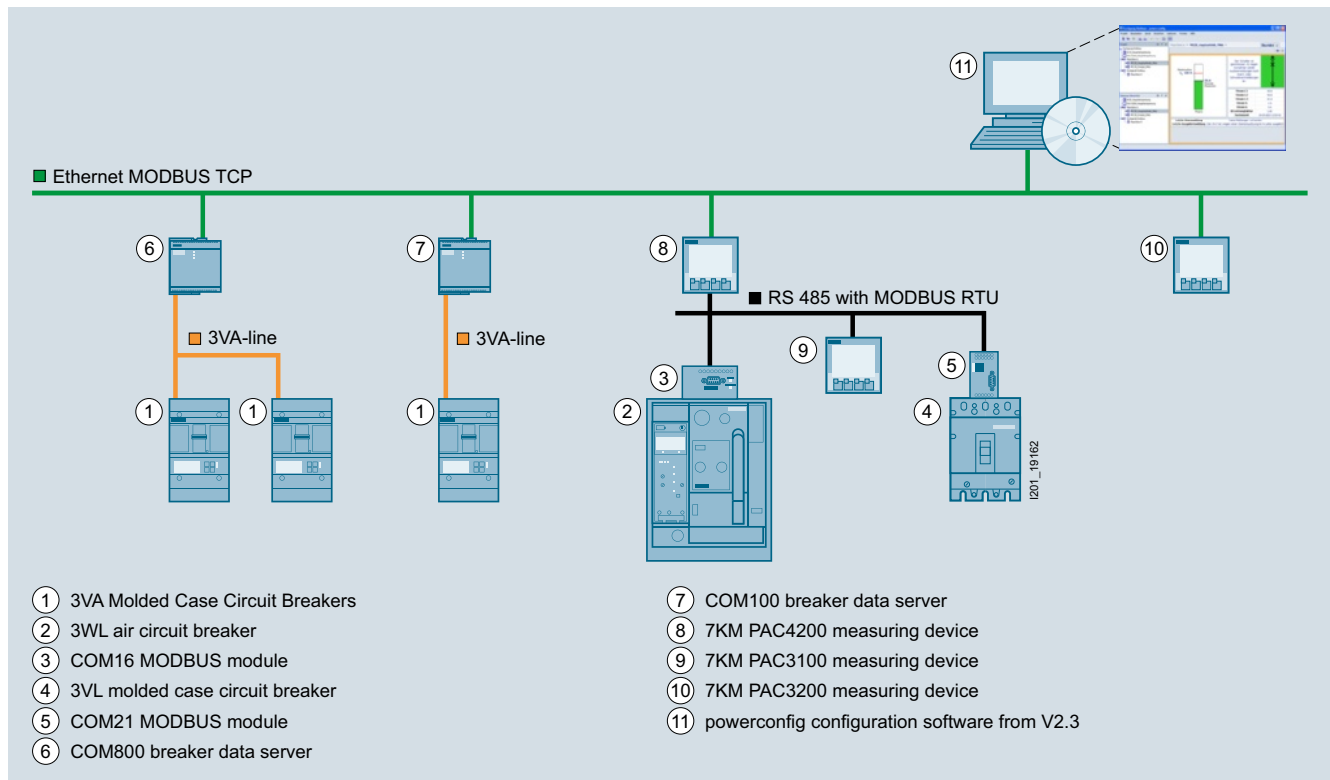 11
Ethernet MODBUS TCP
6
7
8
10
RS 485 with MODBUS RTU
3VA-line
3VA-line
9
3
5
1
1
1
2
4
I201_19162
1 3VA Molded Case Circuit Breakers
2 3WL air circuit breaker
3 COM16 MODBUS module
4 3VL molded case circuit breaker
5 COM21 MODBUS module
6 COM800 breaker data server
7 COM100 breaker data server
8 7KM PAC4200 measuring device
9 7KM PAC3100 measuring device
10 7KM PAC3200 measuring device
11 powerconfig configuration software from V2.3